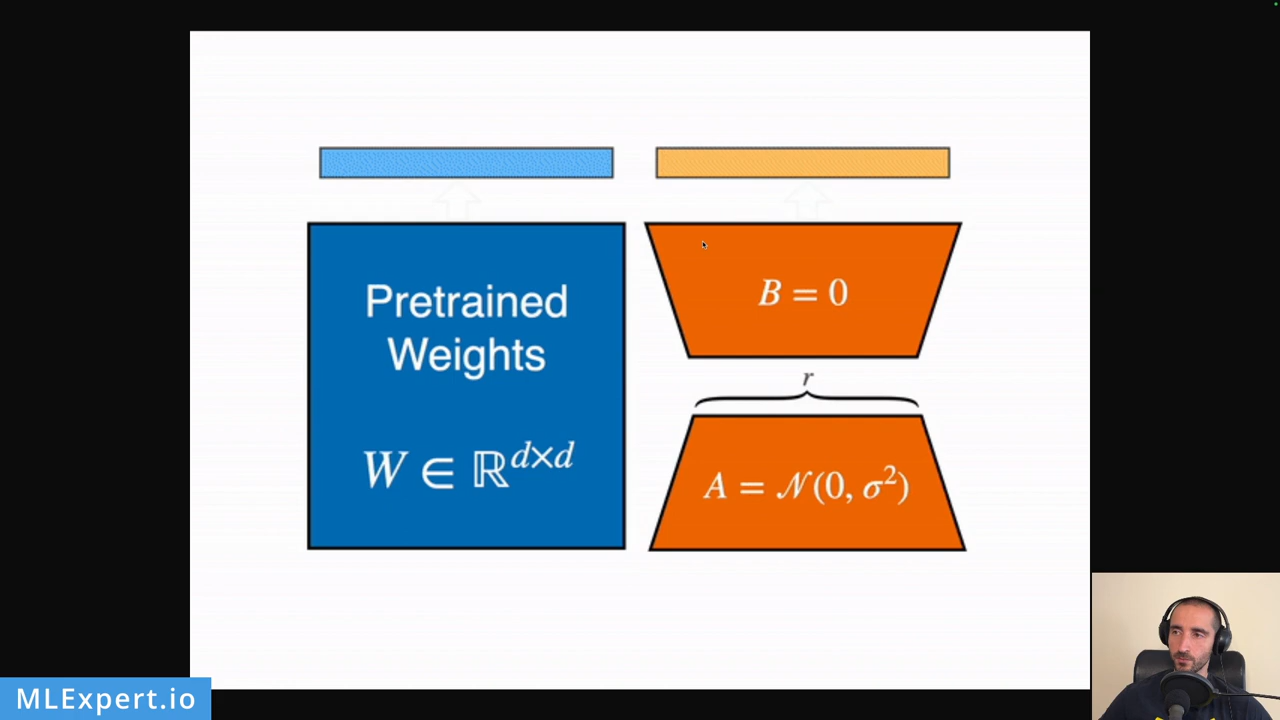 Pretrained
Weights
W ∈ ℝ^{d×d}
B = 0
r
A = 𝒩(0, σ²)
MLExpert.io